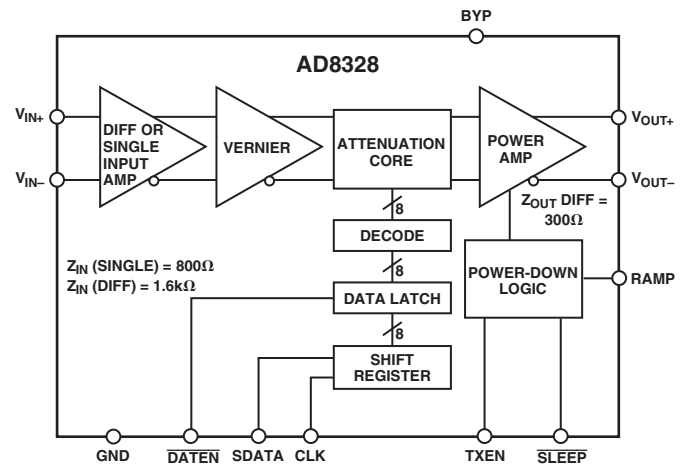 BYP
AD8328
VIN+
VIN–
DIFF OR
SINGLE
INPUT
AMP
VERNIER
ATTENUATION
CORE
POWER
AMP
VOUT+
VOUT–
ZOUT DIFF =
300Ω
8
DECODE
8
DATA LATCH
8
SHIFT
REGISTER
ZIN (SINGLE) = 800Ω
ZIN (DIFF) = 1.6kΩ
POWER-DOWN
LOGIC
RAMP
GND
DATEN
SDATA
CLK
TXEN
SLEEP